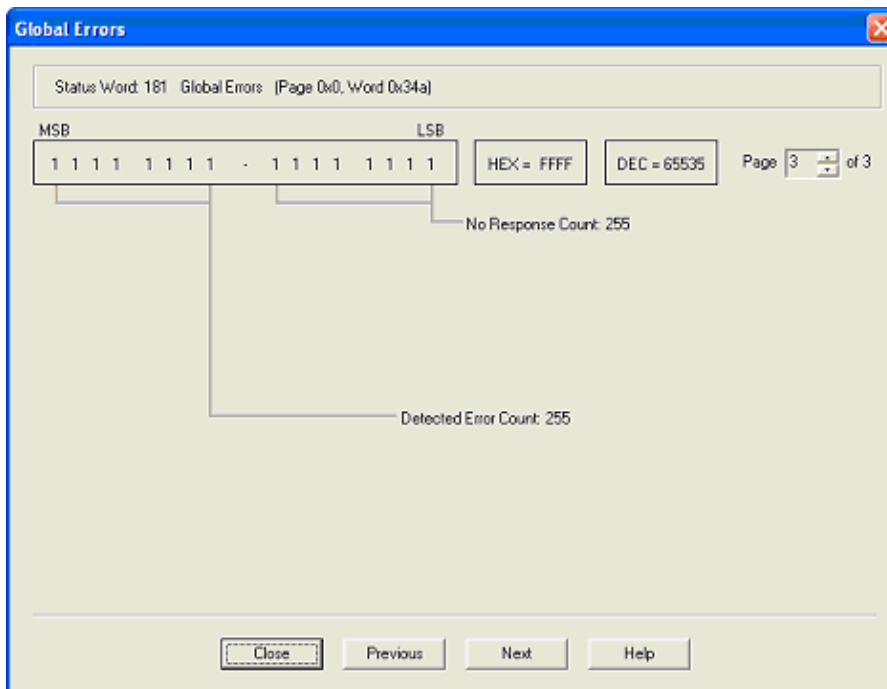 Global Errors
Status Word: 181 Global Errors (Page 0x0, Word 0x34a)
MSB LSB
1 1 1 1 1 1 1 1 - 1 1 1 1 1 1 1 1 HEX = FFFF DEC = 65535 Page 3 of 3
No Response Count: 255
Detected Error Count: 255
Close Previous Next Help